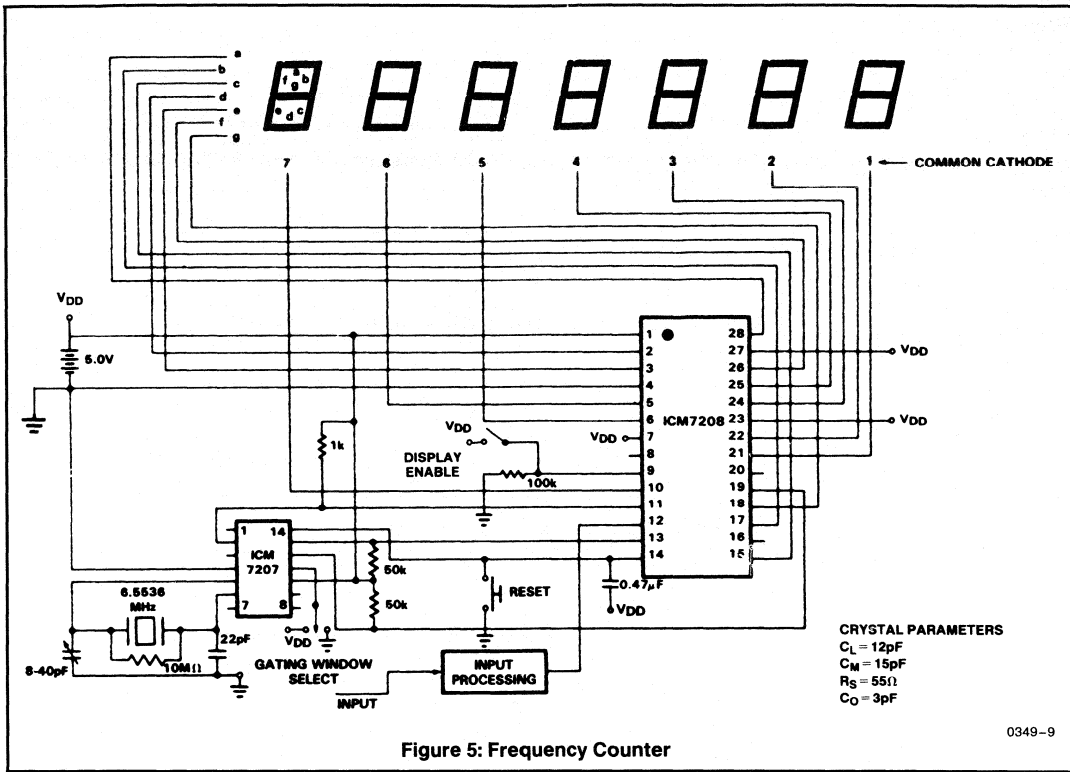 a
b
c
d
e
f
g
a
f b
g
e c
d
7 6 5 4 3 2 1 ← COMMON CATHODE
VDD
5.0V
1k
VDD
DISPLAY
ENABLE
100k
VDD
1 28
2 27 VDD
3 26
4 25
5 24
6 ICM7208 23 VDD
7 22
8 21
9 20
10 19
11 18
12 17
13 16
14 15
1 14
ICM
7207
7 8
50k
50k
RESET
0.47μF
VDD
6.5536
MHz
22pF
8-40pF
10MΩ
VDD
GATING WINDOW
SELECT
INPUT
PROCESSING
INPUT
CRYSTAL PARAMETERS
CL = 12pF
CM = 15pF
RS = 55Ω
CO = 3pF
0349–9
Figure 5: Frequency Counter